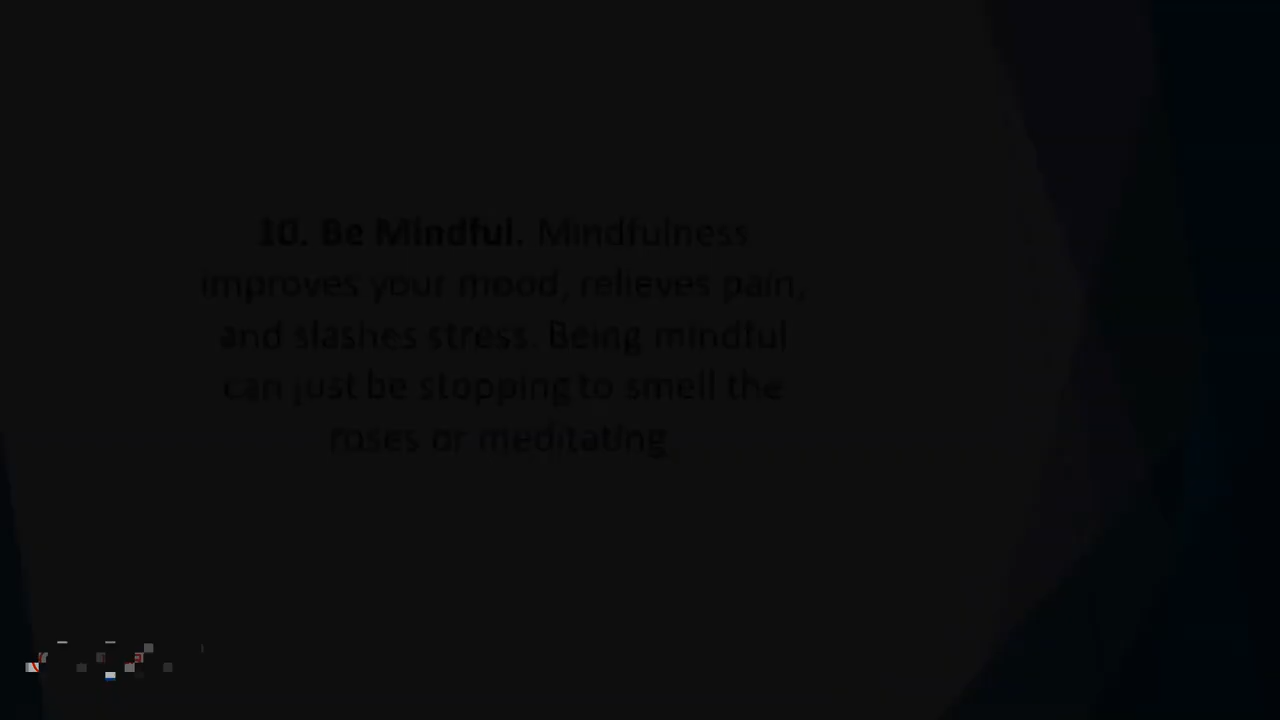 10. Be Mindful. Mindfulness
improves your mood, relieves pain,
and slashes stress. Being mindful
can just be stopping to smell the
roses or meditating